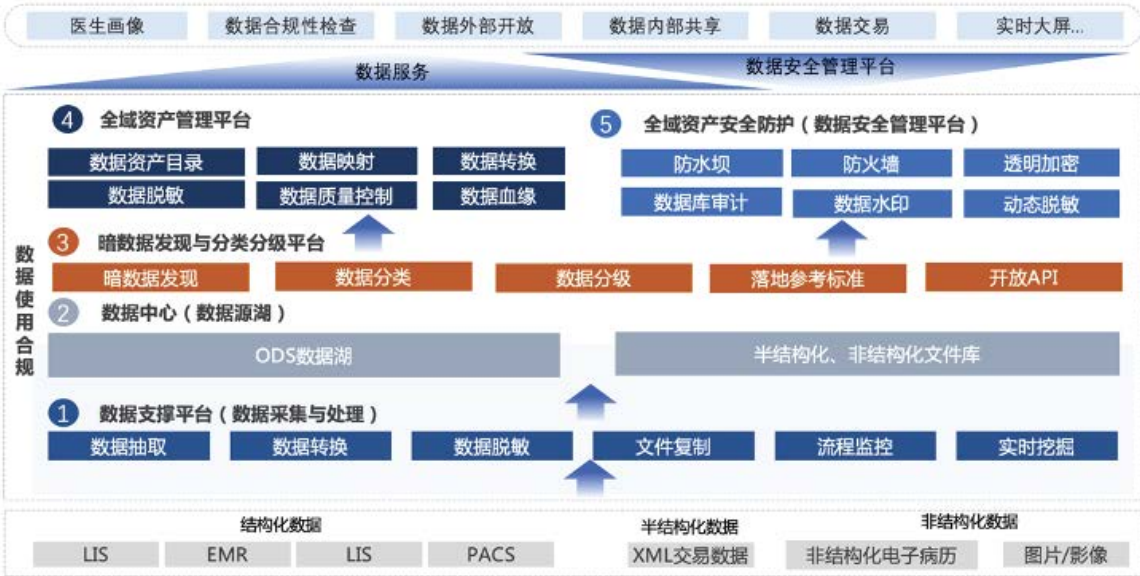 医生画像 数据合规性检查 数据外部开放 数据内部共享 数据交易 实时大屏...
数据服务 数据安全管理平台
4 全域资产管理平台
数据资产目录 数据映射 数据转换
数据脱敏 数据质量控制 数据血缘
5 全域资产安全防护（数据安全管理平台）
防水坝 防火墙 透明加密
数据库审计 数据水印 动态脱敏
数据使用合规
3 暗数据发现与分类分级平台
暗数据发现 数据分类 数据分级 落地参考标准 开放API
2 数据中心（数据源湖）
ODS数据湖 半结构化、非结构化文件库
1 数据支撑平台（数据采集与处理）
数据抽取 数据转换 数据脱敏 文件复制 流程监控 实时挖掘
结构化数据 半结构化数据 非结构化数据
LIS EMR LIS PACS XML交易数据 非结构化电子病历 图片/影像